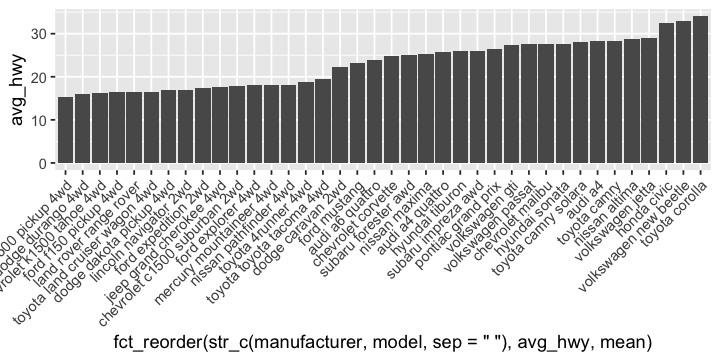 avg_hwy
30
20
10
0
pickup 4wd
durango 4wd
vrolet k1500 tahoe 4wd
ford f150 pickup 4wd
land rover range rover
toyota land cruiser wagon 4wd
dodge dakota pickup 4wd
lincoln navigator 2wd
ford expedition 2wd
jeep grand cherokee 4wd
chevrolet c1500 suburban 2wd
ford explorer 4wd
mercury mountaineer 4wd
nissan pathfinder 4wd
toyota 4runner 4wd
toyota toyota tacoma 4wd
dodge caravan 2wd
ford mustang
audi a6 quattro
chevrolet corvette
subaru forester awd
nissan maxima
audi a4 quattro
hyundai tiburon
subaru impreza awd
pontiac grand prix
volkswagen gti
volkswagen passat
chevrolet malibu
hyundai sonata
toyota camry solara
audi a4
toyota camry
nissan altima
volkswagen jetta
honda civic
volkswagen new beetle
toyota corolla
fct_reorder(str_c(manufacturer, model, sep = " "), avg_hwy, mean)